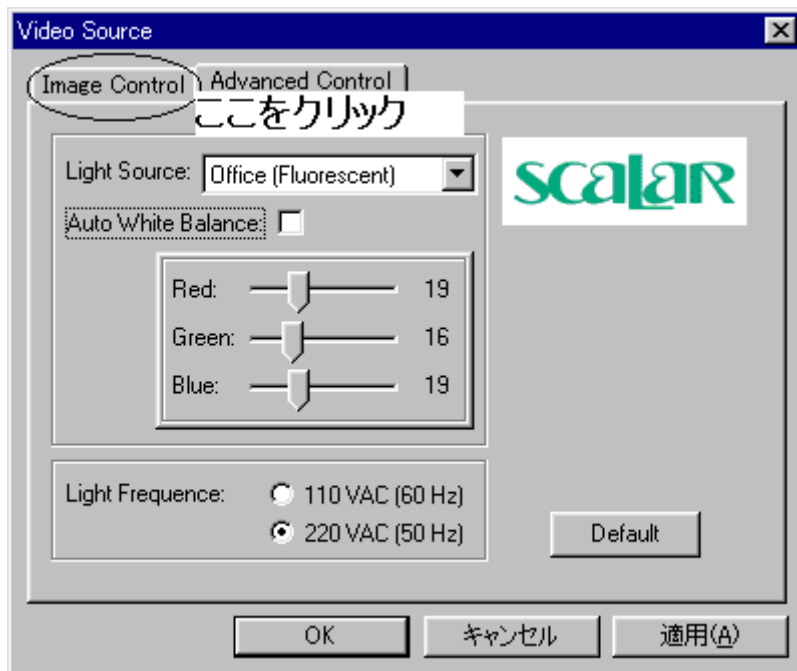 Video Source
Image Control Advanced Control
ここをクリック
Light Source: Office (Fluorescent)
scalar
Auto White Balance:
Red: 19
Green: 16
Blue: 19
Light Frequence: 110 VAC (60 Hz)
220 VAC (50 Hz)
Default
OK キャンセル 適用(A)